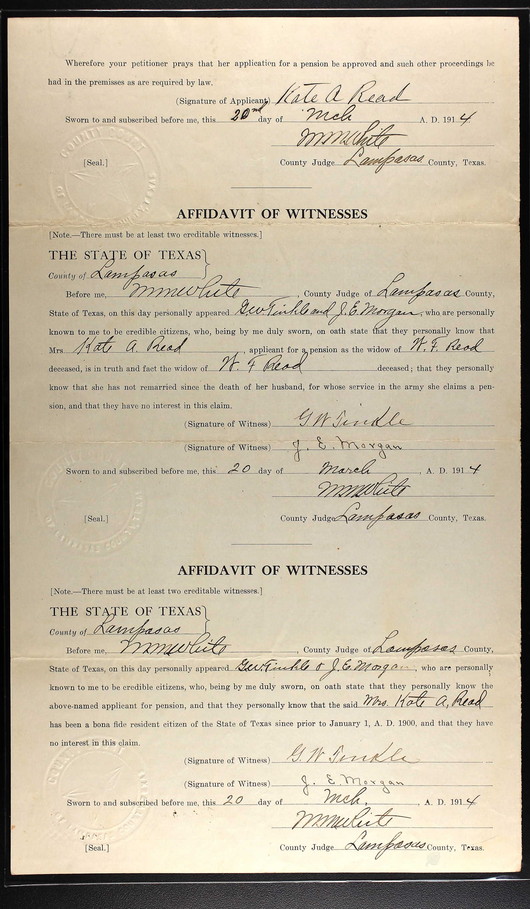 Wherefore your petitioner prays that her application for a pension be approved and such other proceedings be
had in the premises as are required by law.
(Signature of Applicant) Kate A Read
Sworn to and subscribed before me, this 20nd day of Mch A. D. 1914
WmWhite
[Seal.] County Judge Lampasas County, Texas.
AFFIDAVIT OF WITNESSES
[Note.—There must be at least two creditable witnesses.]
THE STATE OF TEXAS }
County of Lampasas
Before me, WmWhite, County Judge of Lampasas County,
State of Texas, on this day personally appeared Geo Tinkle and J. E. Morgan, who are personally
known to me to be credible citizens, who, being by me duly sworn, on oath state that they personally know that
Mrs Kate A. Read, applicant for a pension as the widow of W. F. Read
deceased, is in truth and fact the widow of W. F Read deceased; that they personally
know that she has not remarried since the death of her husband, for whose service in the army she claims a pen-
sion, and that they have no interest in this claim.
(Signature of Witness) G W Tinkle
(Signature of Witness) J. E. Morgan
Sworn to and subscribed before me, this 20 day of March, A. D. 1914
WmWhite
[Seal.] County Judge Lampasas County, Texas.
AFFIDAVIT OF WITNESSES
[Note.—There must be at least two creditable witnesses.]
THE STATE OF TEXAS }
County of Lampasas
Before me, WmWhite, County Judge of Lampasas County,
State of Texas, on this day personally appeared Geo Tinkle & J. E. Morgan, who are personally
known to me to be credible citizens, who, being by me duly sworn, on oath state that they personally know the
above-named applicant for pension, and that they personally know that the said Mrs. Kate A. Read
has been a bona fide resident citizen of the State of Texas since prior to January 1, A. D. 1900, and that they have
no interest in this claim.
(Signature of Witness) G. W Tinkle
(Signature of Witness) J. E Morgan
Sworn to and subscribed before me, this 20 day of Mch. A. D. 1914
WmWhite
[Seal.] County Judge Lampasas County, Texas.